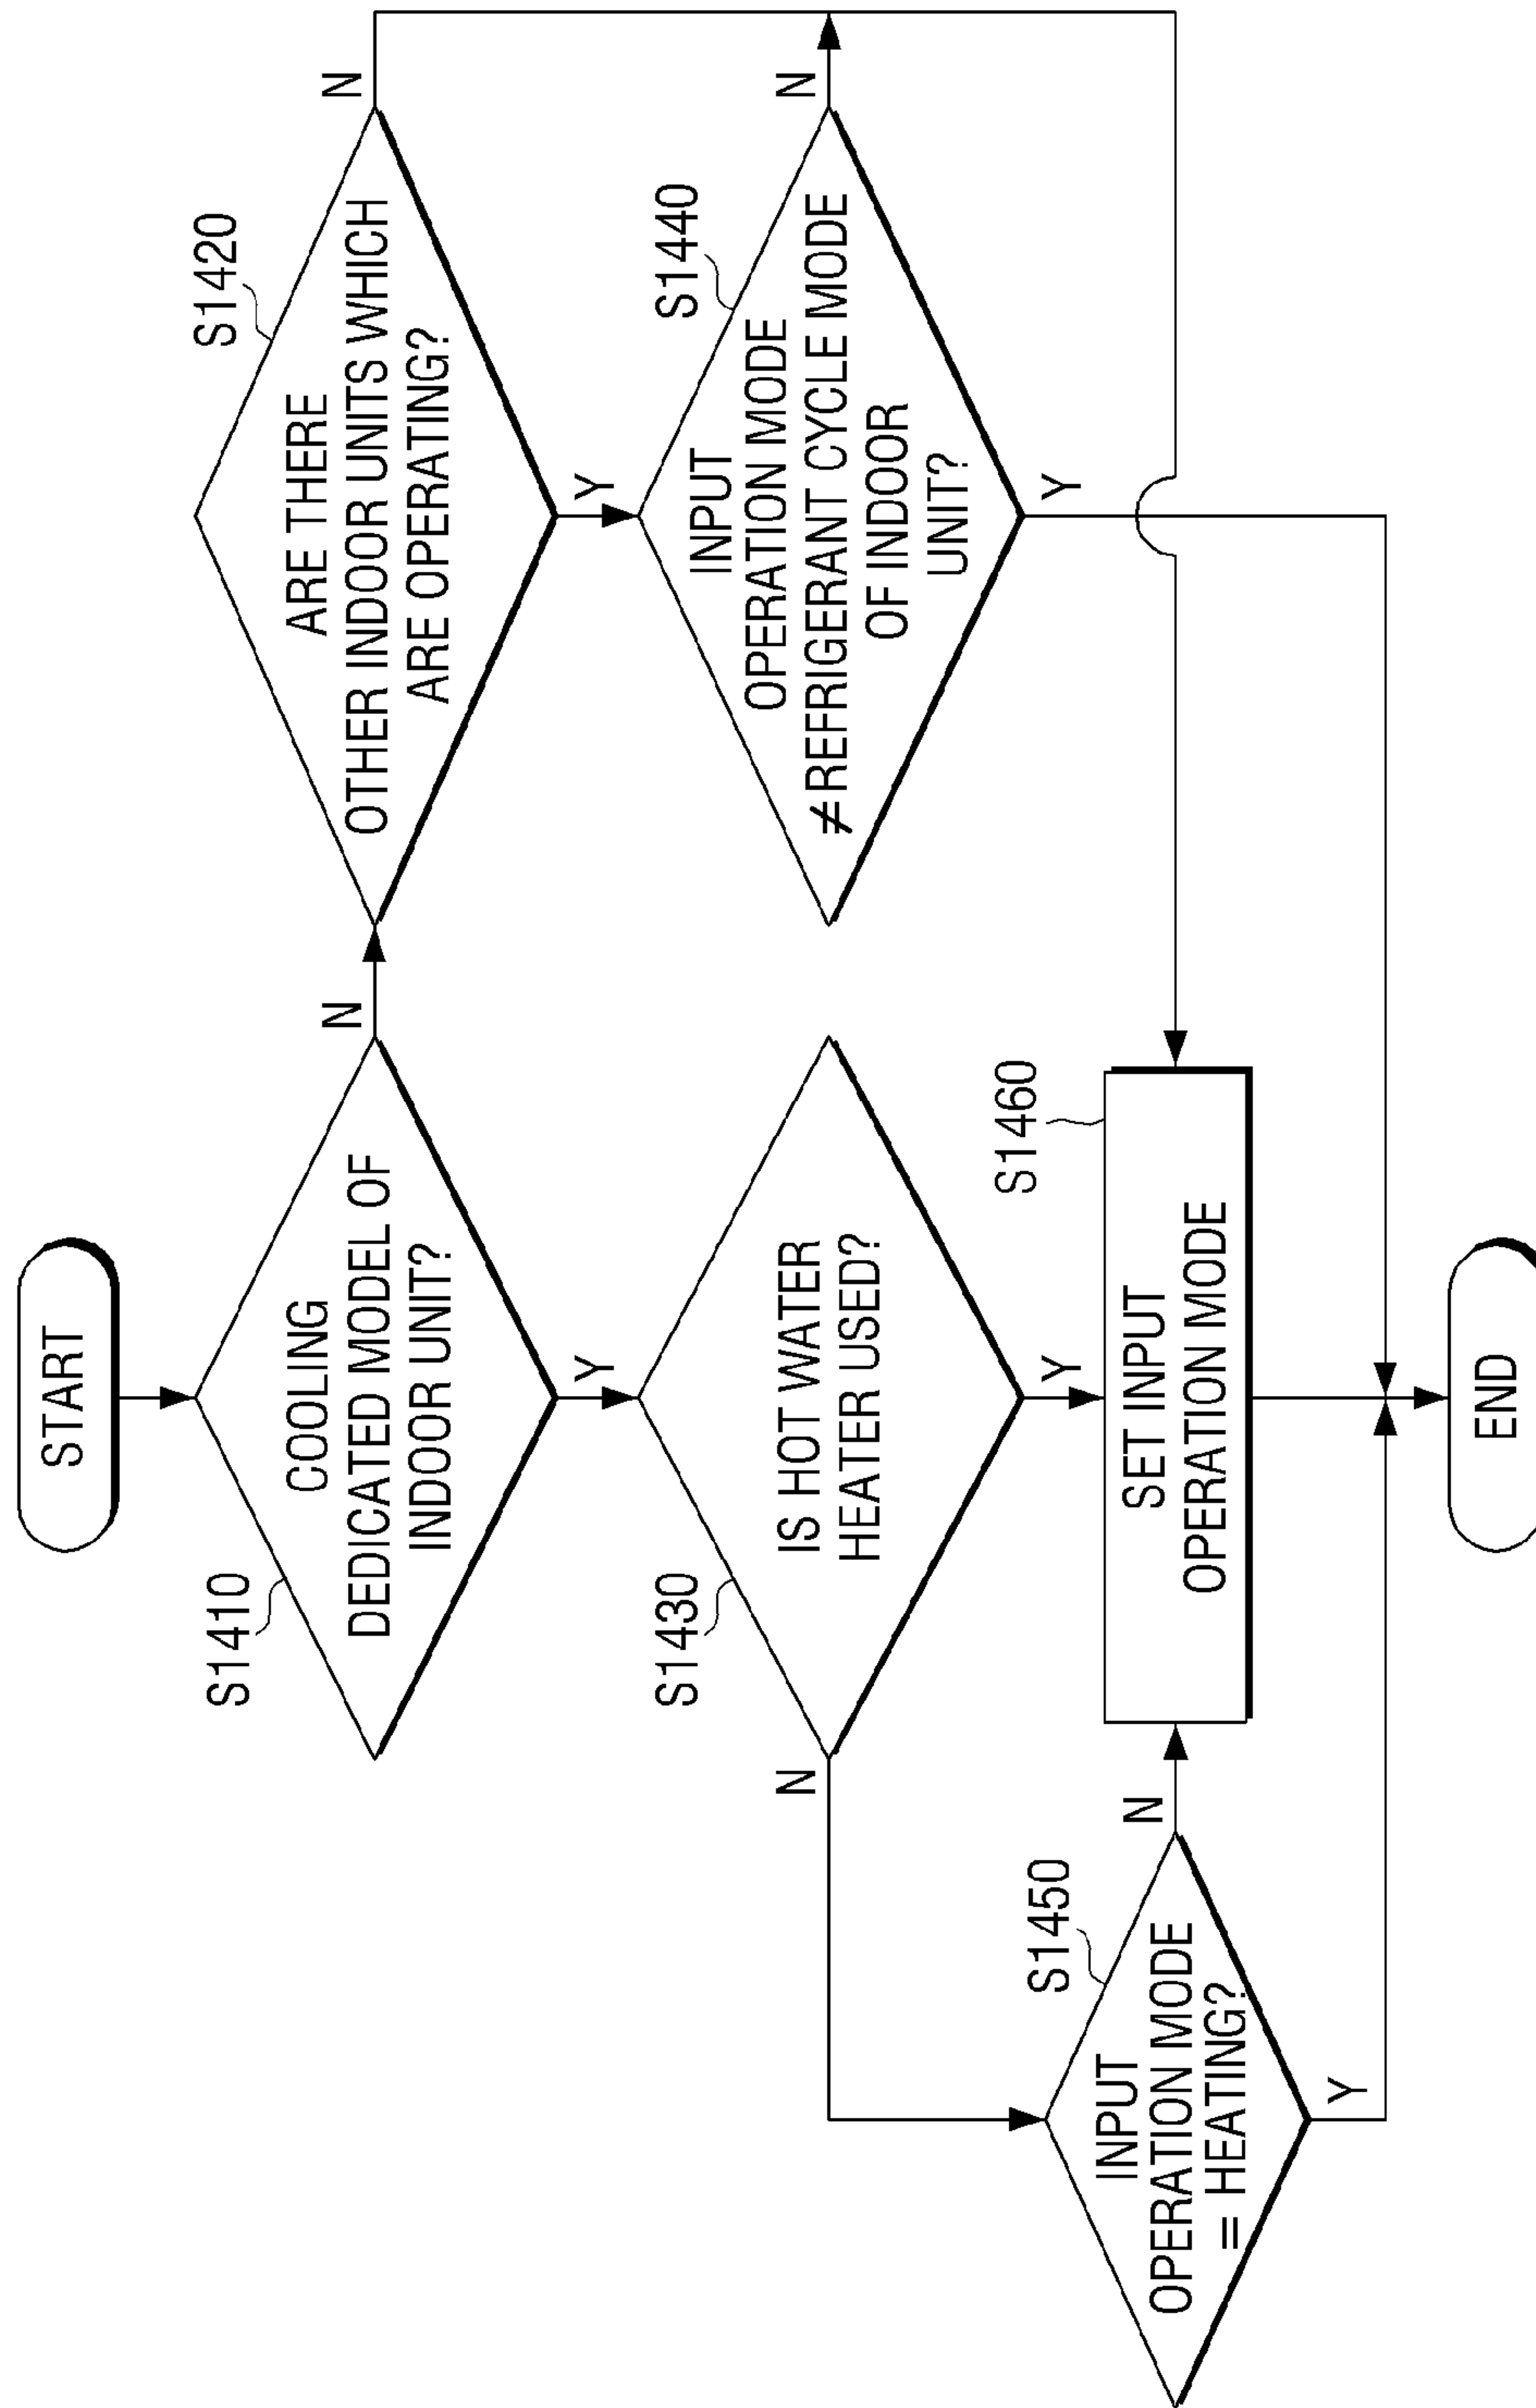 START
S1410
COOLING
DEDICATED MODEL OF
INDOOR UNIT?
N
Y
S1420
ARE THERE
OTHER INDOOR UNITS WHICH
ARE OPERATING?
N
Y
S1430
IS HOT WATER
HEATER USED?
N
Y
S1440
INPUT
OPERATION MODE
≠REFRIGERANT CYCLE MODE
OF INDOOR
UNIT?
N
Y
S1450
INPUT
OPERATION MODE
= HEATING?
N
Y
S1460
SET INPUT
OPERATION MODE
END